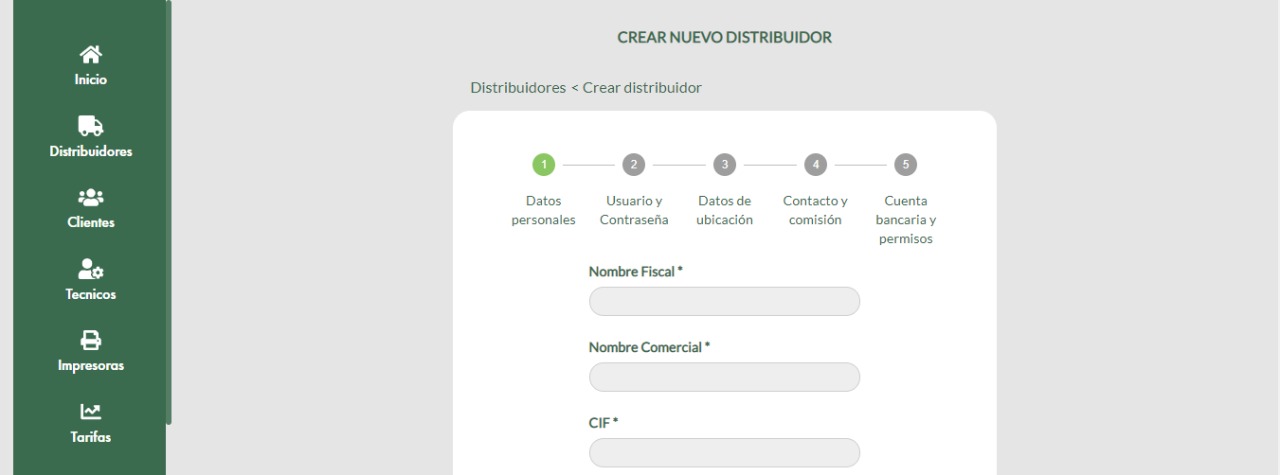 Inicio
Distribuidores
Clientes
Tecnicos
Impresoras
Tarifas
CREAR NUEVO DISTRIBUIDOR
Distribuidores < Crear distribuidor
1 2 3 4 5
Datos personales
Usuario y Contraseña
Datos de ubicación
Contacto y comisión
Cuenta bancaria y permisos
Nombre Fiscal *
Nombre Comercial *
CIF *